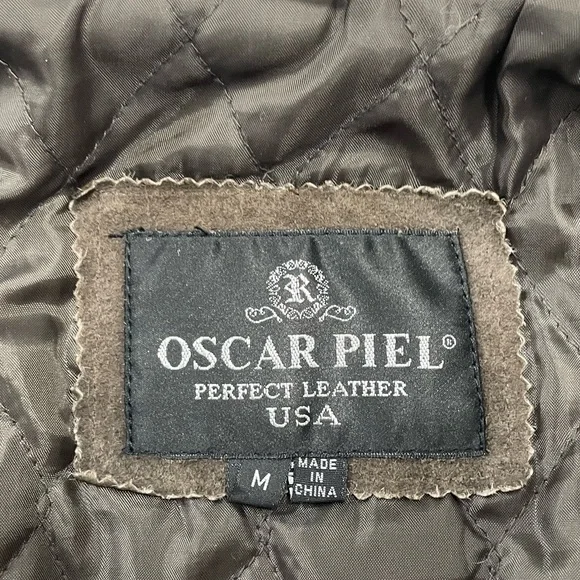 R
OSCAR PIEL®
PERFECT LEATHER
USA
M
MADE
IN
CHINA